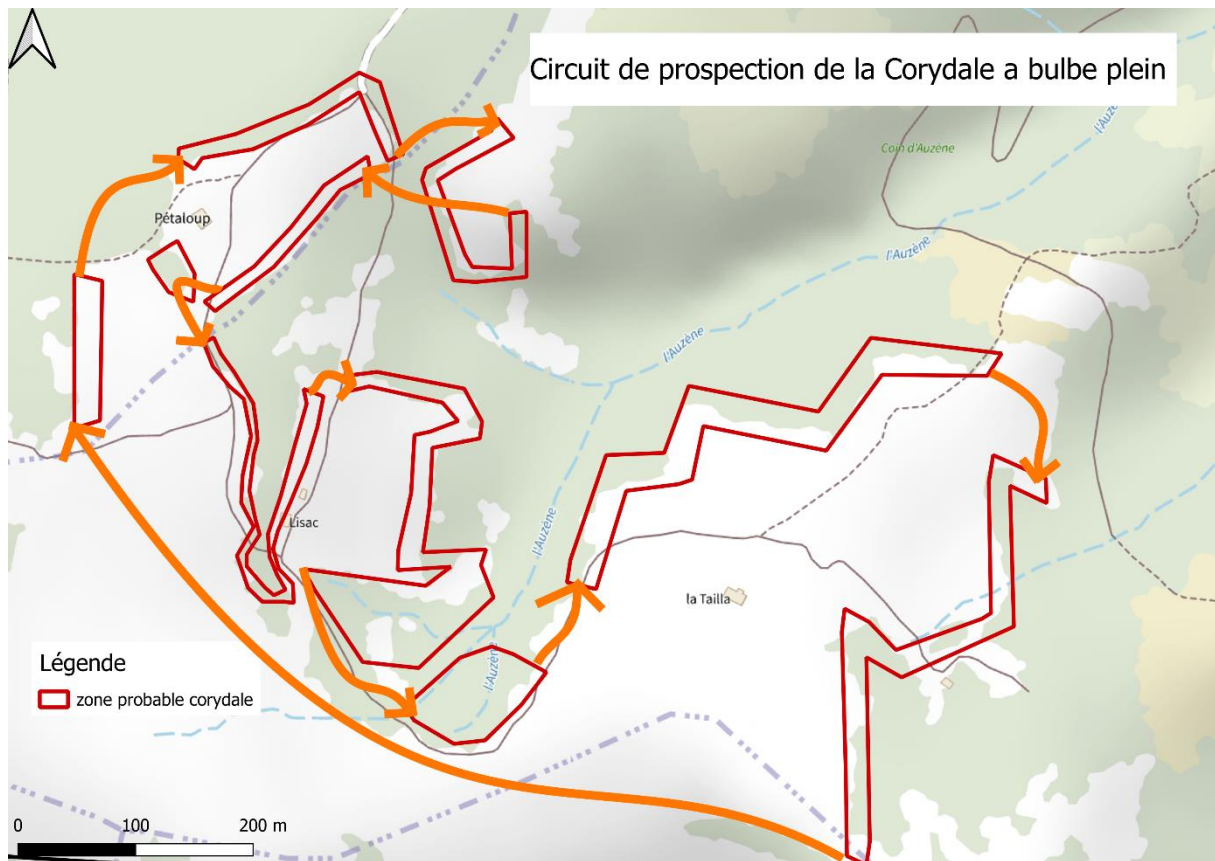 Circuit de prospection de la Corydale a bulbe plein
l'Auzène
Coin d'Auzène
Pétaloup
l'Auzène
l'Auzène
Lisac
l'Auzène
la Tailla
l'Auzène
Légende
zone probable corydale
0 100 200 m